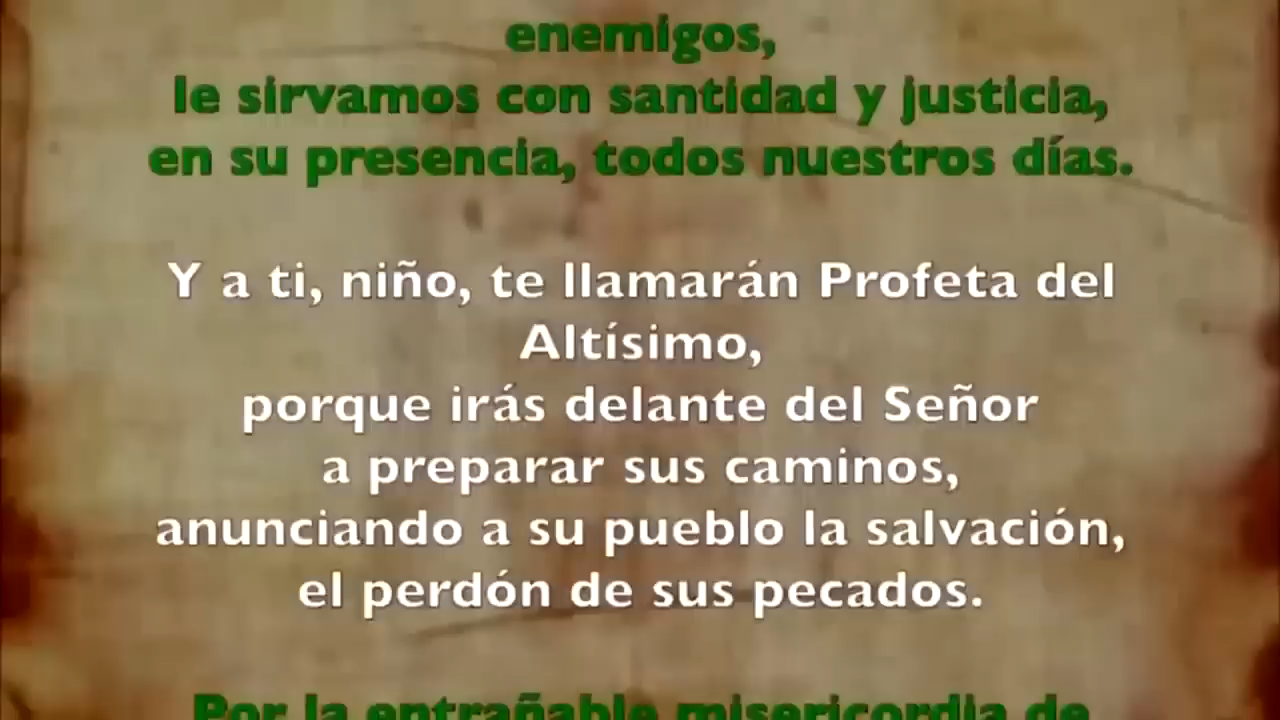 enemigos,
le sirvamos con santidad y justicia,
en su presencia, todos nuestros días.
Y a ti, niño, te llamarán Profeta del
Altísimo,
porque irás delante del Señor
a preparar sus caminos,
anunciando a su pueblo la salvación,
el perdón de sus pecados.
Por la entrañable misericordia de